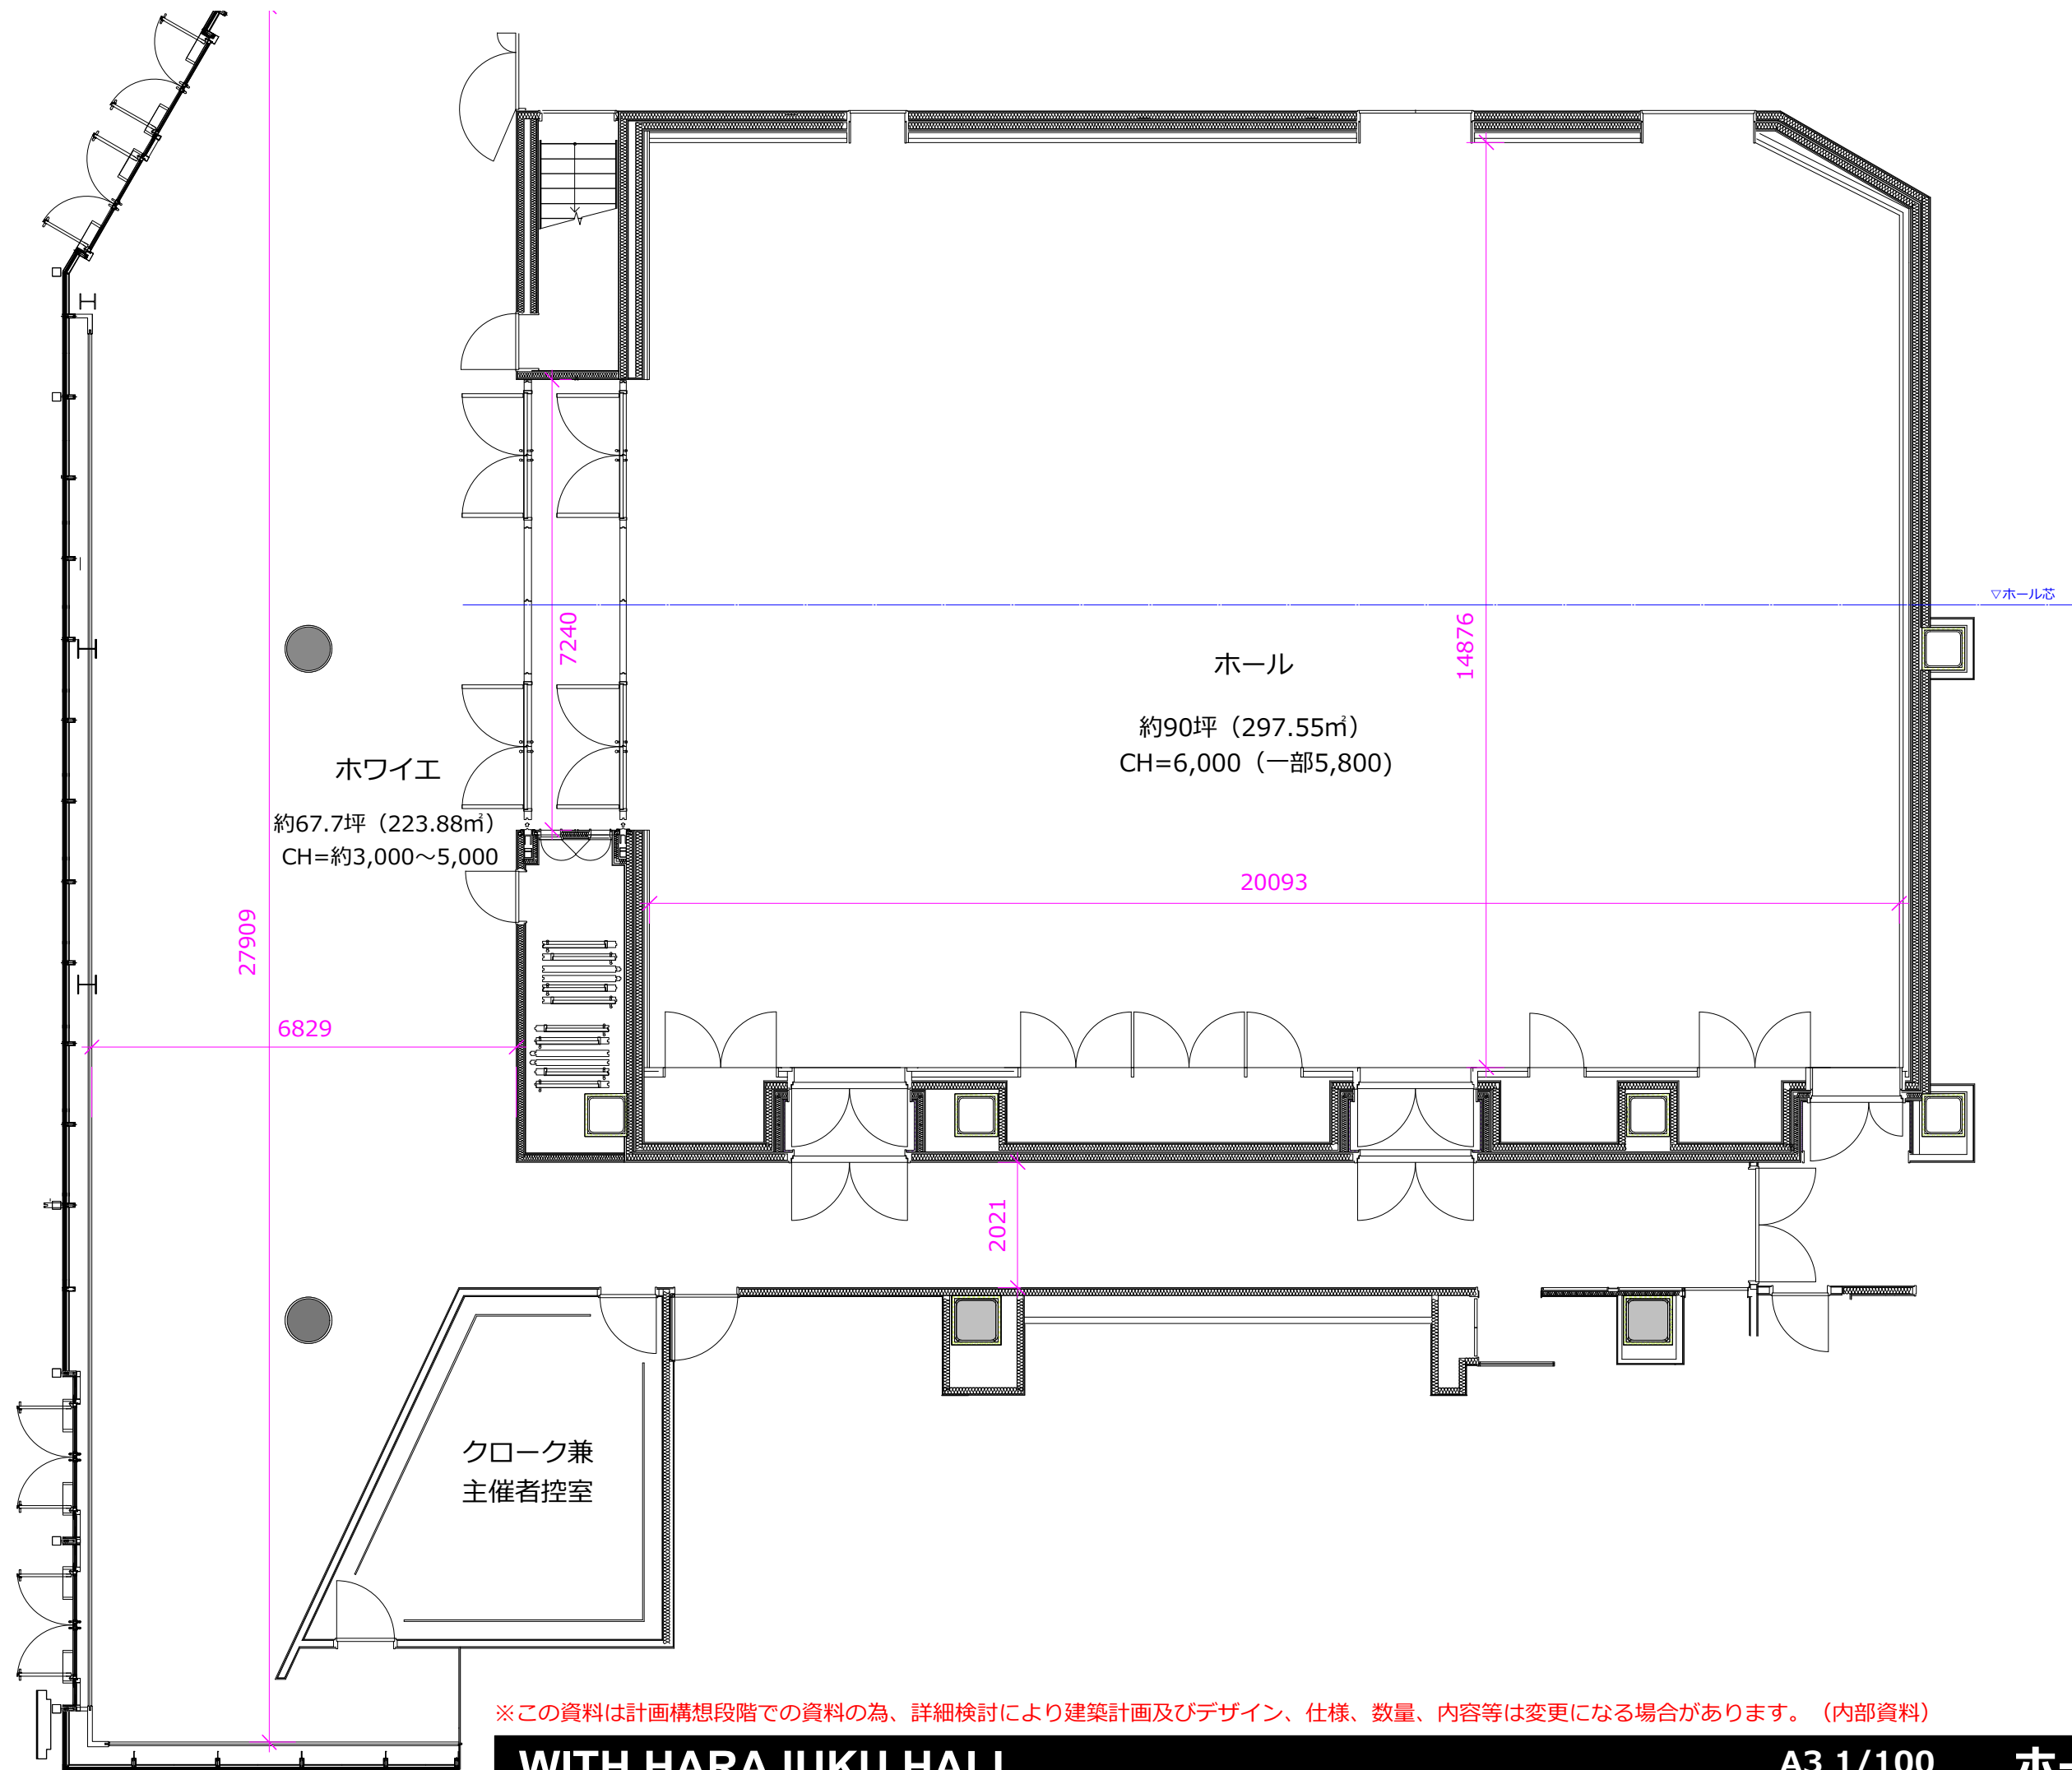 ▽ホール芯
7240
14876
ホール
約90坪（297.55㎡）
CH=6,000（一部5,800)
ホワイエ
約67.7坪（223.88㎡）
CH=約3,000～5,000
20093
27909
6829
2021
クローク兼
主催者控室
※この資料は計画構想段階での資料の為、詳細検討により建築計画及びデザイン、仕様、数量、内容等は変更になる場合があります。（内部資料）
WITH HARAJUKU HALL
A3 1/100
ホー